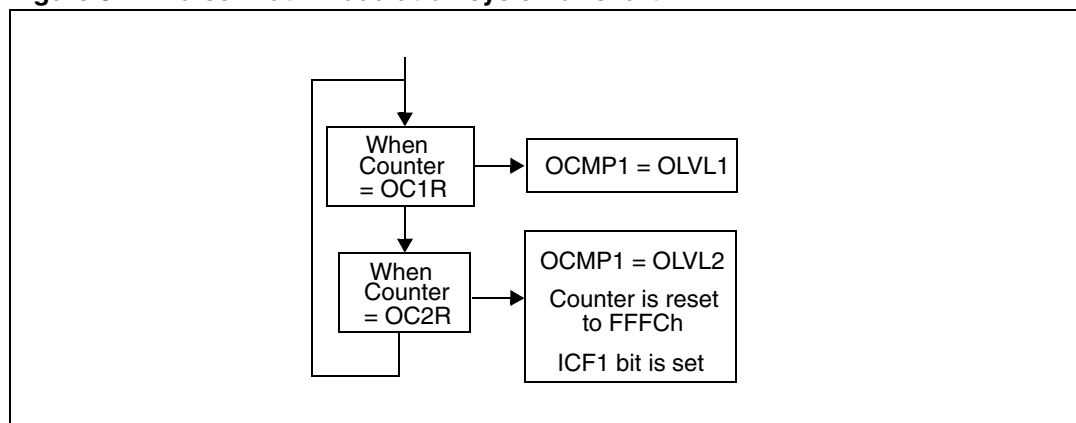 When
Counter
= OC1R
OCMP1 = OLVL1
When
Counter
= OC2R
OCMP1 = OLVL2
Counter is reset
to FFFCh
ICF1 bit is set